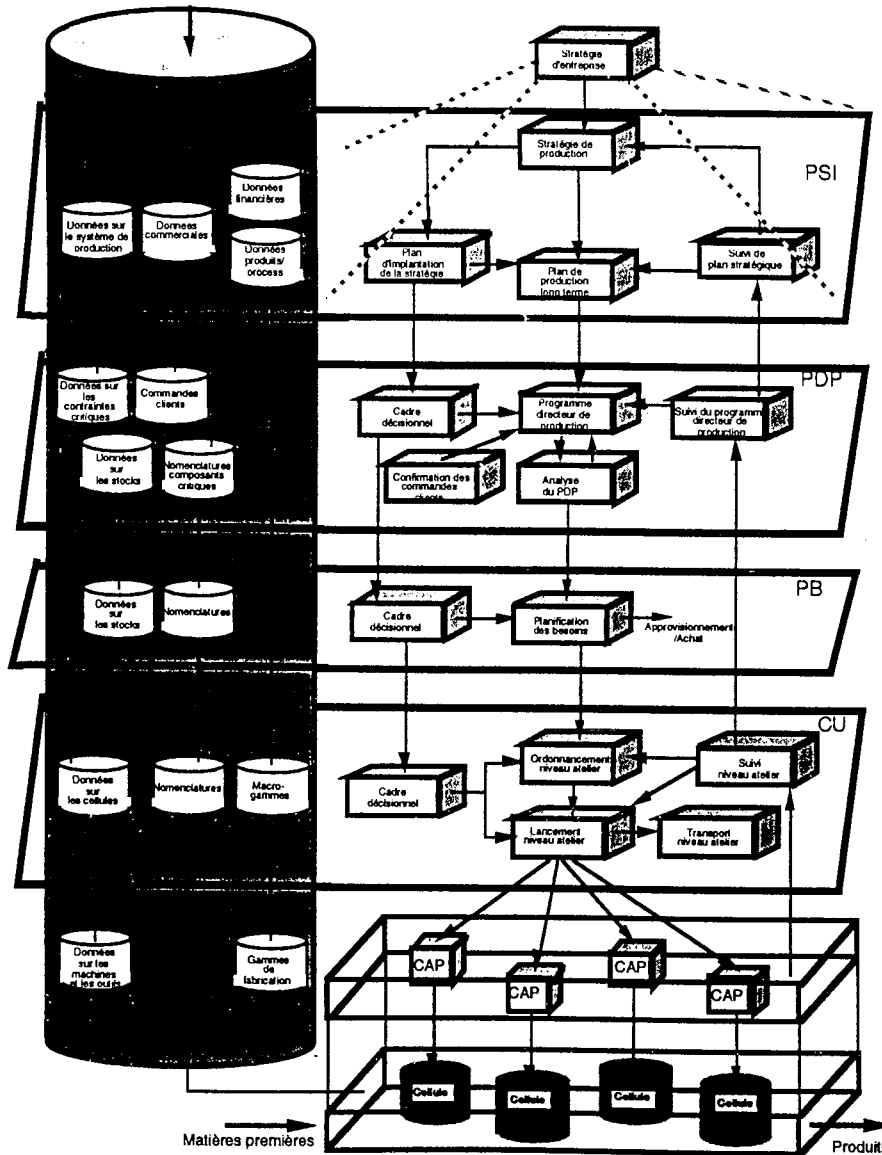 Stratégie
d'entreprise
Stratégie de
production
PSI
Données
financières
Données sur
le système de
production
Donnees
commerciales
Données
produits/
process
Plan
d'implantation
de la stratégie
Plan de
production
long terme
Suivi de
plan stratégique
PDP
Données sur
les
contraintes
critiques
Commandes
clients
Cadre
décisionnel
Programme
directeur de
production
Suivi du programme
directeur de
production
Données
sur
les stocks
Nomenclatures
composants
critiques
Confirmation des
commandes
clients
Analyse
du PDP
PB
Données
sur
les stocks
Nomenclatures
Cadre
décisionnel
Planification
des besoins
Approvisionnement
/Achat
CU
Données
sur
les cellules
Nomenclatures
Macro-
gammes
Cadre
décisionnel
Ordonnancement
niveau atelier
Suivi
niveau atelier
Lancement
niveau atelier
Transport
niveau atelier
Données
sur les
machines
et les outils
Gammes
de
fabrication
CAP
CAP
CAP
CAP
Cellule
Cellule
Cellule
Cellule
Matières premières
Produit